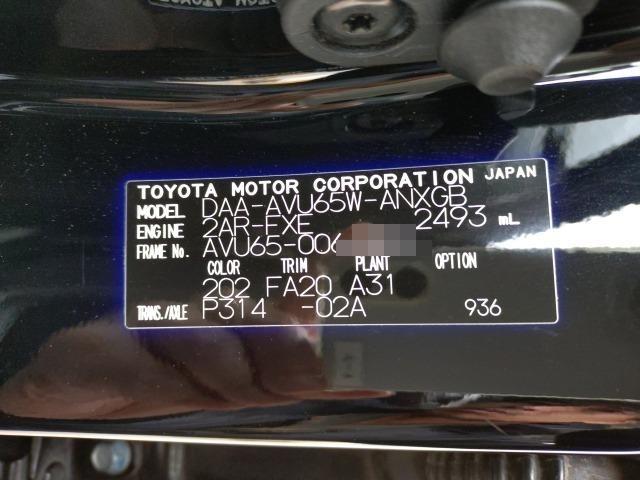 TOYOTA MOTOR CORPORATION JAPAN
MODEL DAA-AVU65W-ANXGB
ENGINE 2AR-FXE 2493 mL
FRAME No. AVU65-006
COLOR TRIM PLANT OPTION
202 FA20 A31
TRANS./AXLE P314 -02A 936